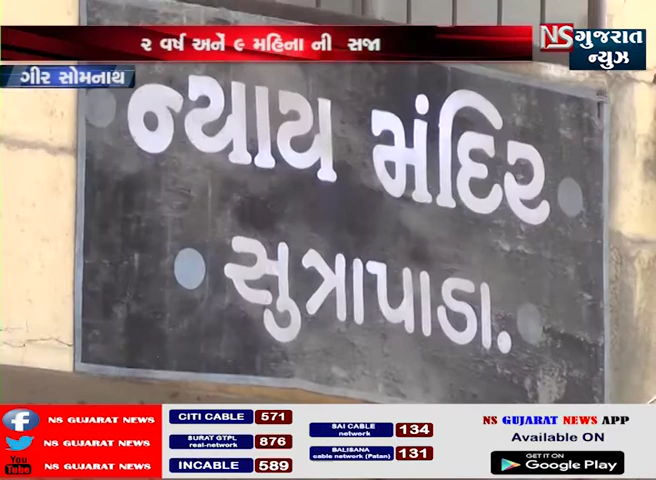 ૨ વર્ષ અને ૯ મહિના ની સજા
NS ગુજરાત
ન્યુઝ
ગીર સોમનાથ
ન્યાય મંદિર
સુત્રાપાડા.
NS GUJARAT NEWS
NS GUJARAT NEWS
You Tube NS GUJARAT NEWS
CITI CABLE 571
SURAT GTPL real-network 876
INCABLE 589
SAI CABLE network 134
BALISANA cable network (Patan) 131
NS GUJARAT NEWS APP
Available ON
GET IT ON
Google Play